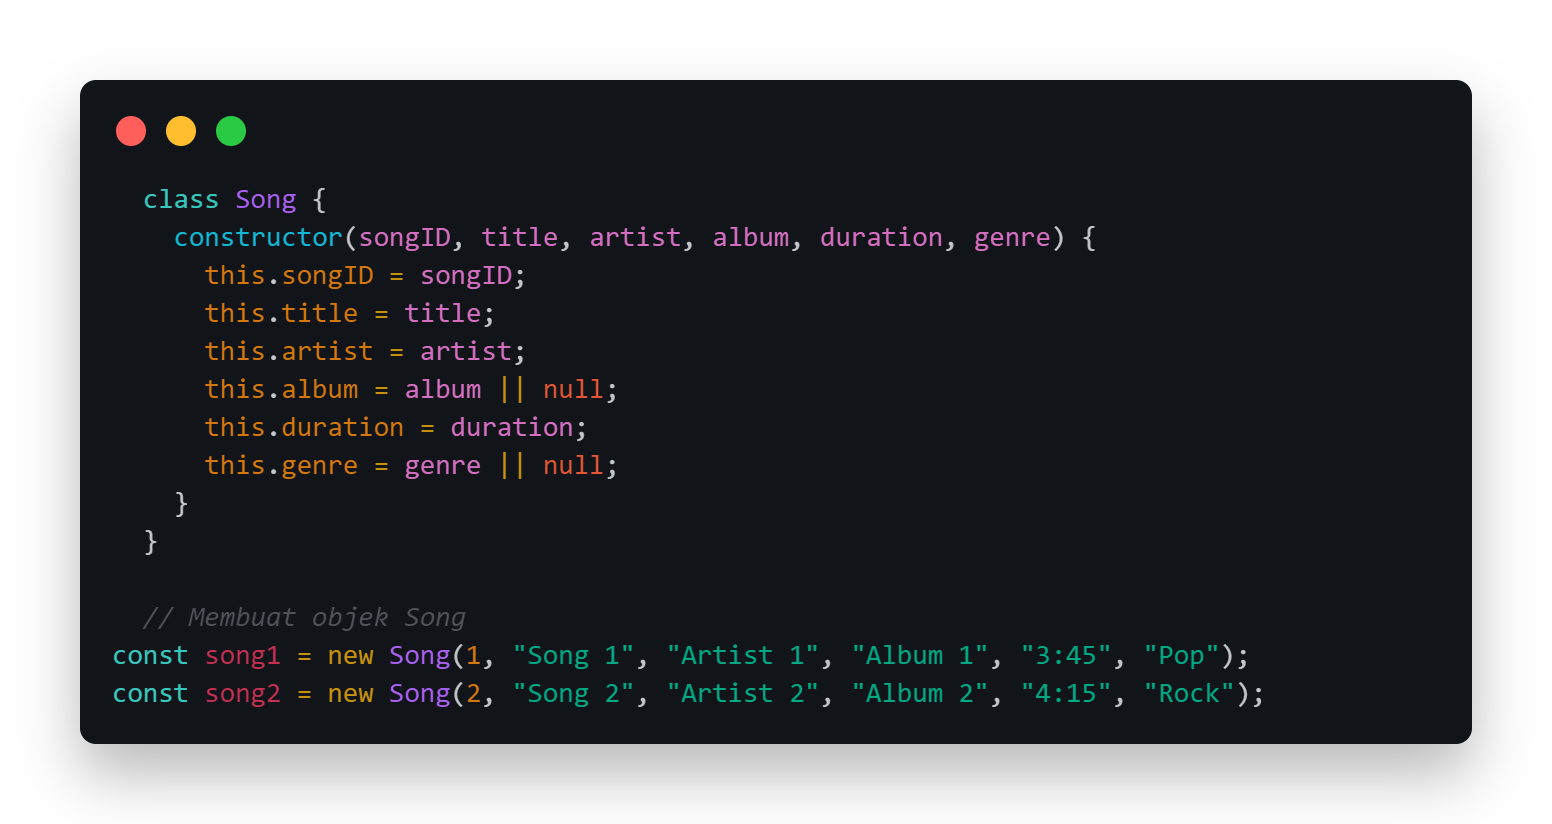 class Song {
constructor(songID, title, artist, album, duration, genre) {
this.songID = songID;
this.title = title;
this.artist = artist;
this.album = album || null;
this.duration = duration;
this.genre = genre || null;
}
}
// Membuat objek Song
const song1 = new Song(1, "Song 1", "Artist 1", "Album 1", "3:45", "Pop");
const song2 = new Song(2, "Song 2", "Artist 2", "Album 2", "4:15", "Rock");